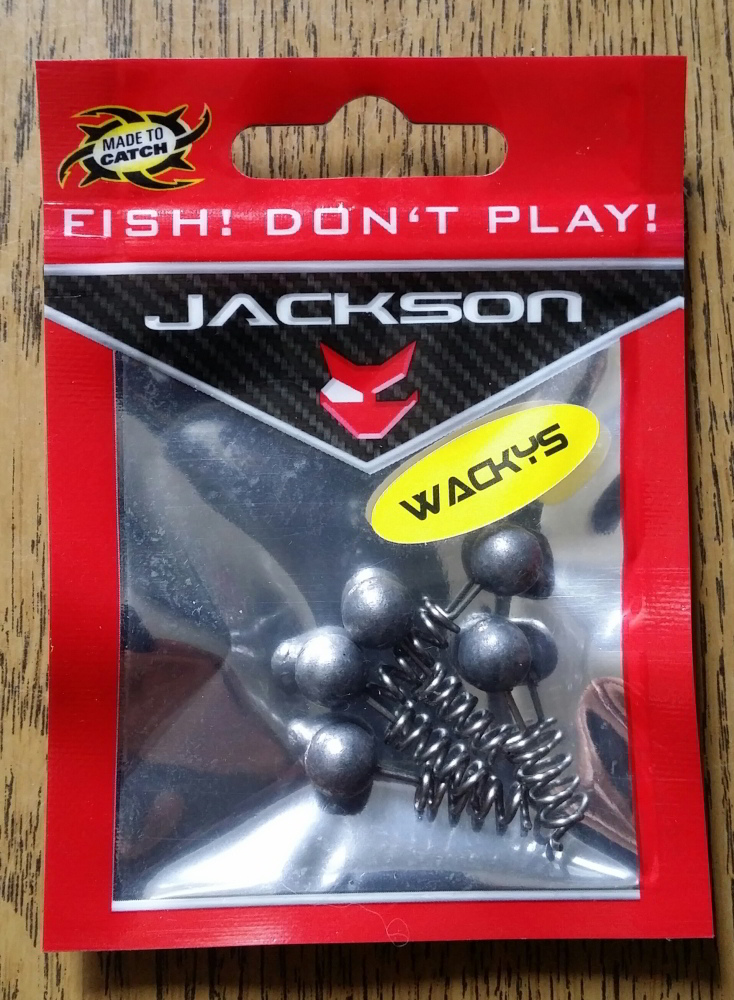 MADE TO
CATCH
FISH! DON'T PLAY!
JACKSON
WACKYS